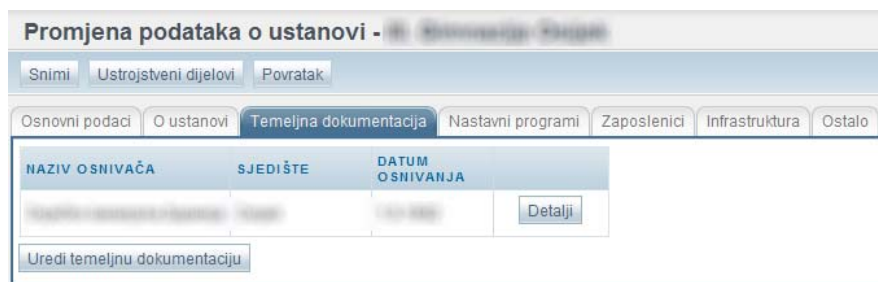 Promjena podataka o ustanovi -
Snimi Ustrojstveni dijelovi Povratak
Osnovni podaci O ustanovi Temeljna dokumentacija Nastavni programi Zaposlenici Infrastruktura Ostalo
NAZIV OSNIVAČA SJEDIŠTE DATUM
OSNIVANJA
Detalji
Uredi temeljnu dokumentaciju